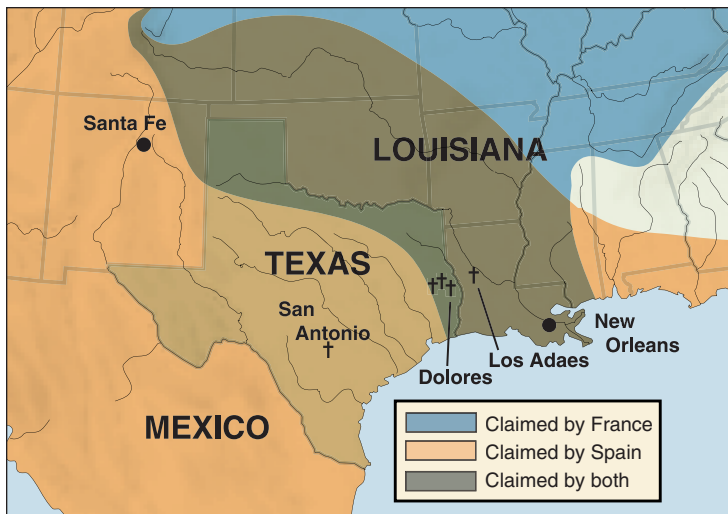 Santa Fe
LOUISIANA
TEXAS
San
Antonio
New
Orleans
Los Adaes
Dolores
MEXICO
Claimed by France
Claimed by Spain
Claimed by both